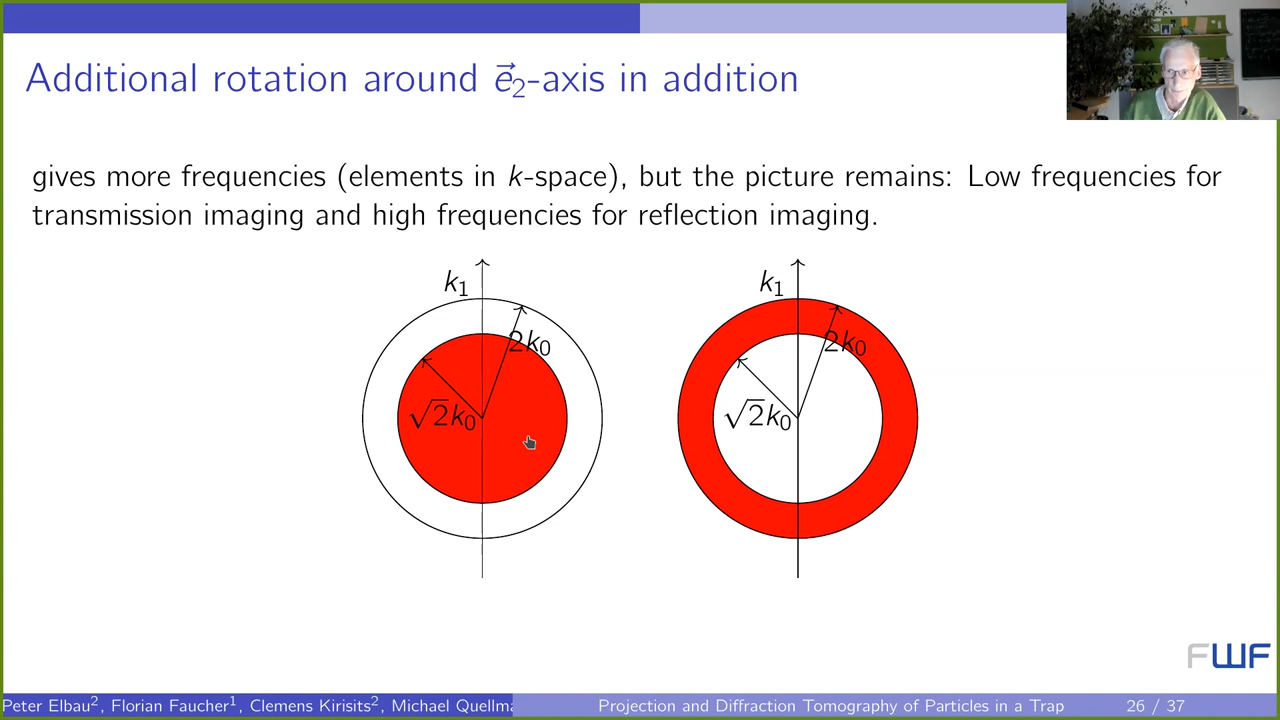 Additional rotation around e⃗₂-axis in addition
gives more frequencies (elements in k-space), but the picture remains: Low frequencies for
transmission imaging and high frequencies for reflection imaging.
k₁
2k₀
√2k₀
k₁
2k₀
√2k₀
FWF
Peter Elbau², Florian Faucher¹, Clemens Kirisits², Michael Quellm
Projection and Diffraction Tomography of Particles in a Trap
26 / 37